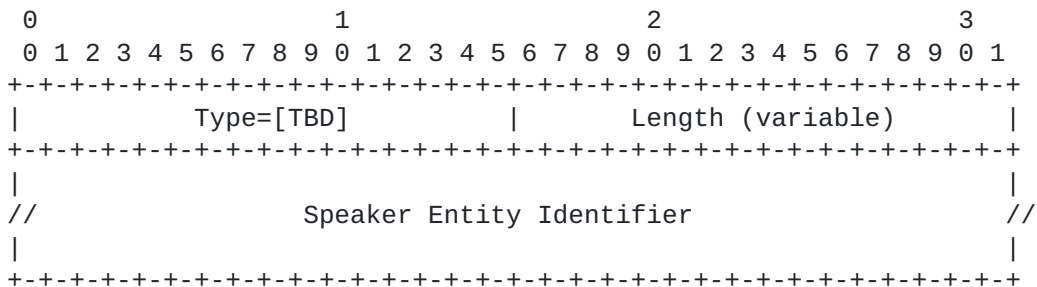 0                   1                   2                   3
 0 1 2 3 4 5 6 7 8 9 0 1 2 3 4 5 6 7 8 9 0 1 2 3 4 5 6 7 8 9 0 1
+-+-+-+-+-+-+-+-+-+-+-+-+-+-+-+-+-+-+-+-+-+-+-+-+-+-+-+-+-+-+-+-+
|           Type=[TBD]          |       Length (variable)       |
+-+-+-+-+-+-+-+-+-+-+-+-+-+-+-+-+-+-+-+-+-+-+-+-+-+-+-+-+-+-+-+-+
|                                                               |
//                 Speaker Entity Identifier                    //
|                                                               |
+-+-+-+-+-+-+-+-+-+-+-+-+-+-+-+-+-+-+-+-+-+-+-+-+-+-+-+-+-+-+-+-+